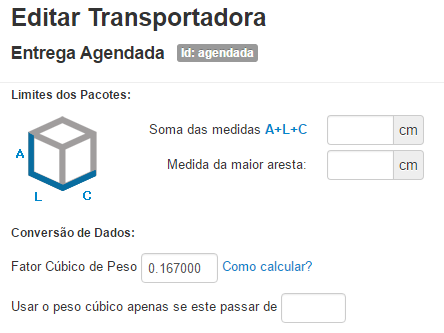 Editar Transportadora
Entrega Agendada Id: agendada
Limites dos Pacotes:
Soma das medidas A+L+C cm
Medida da maior aresta: cm
A
L C
Conversão de Dados:
Fator Cúbico de Peso 0.167000 Como calcular?
Usar o peso cúbico apenas se este passar de